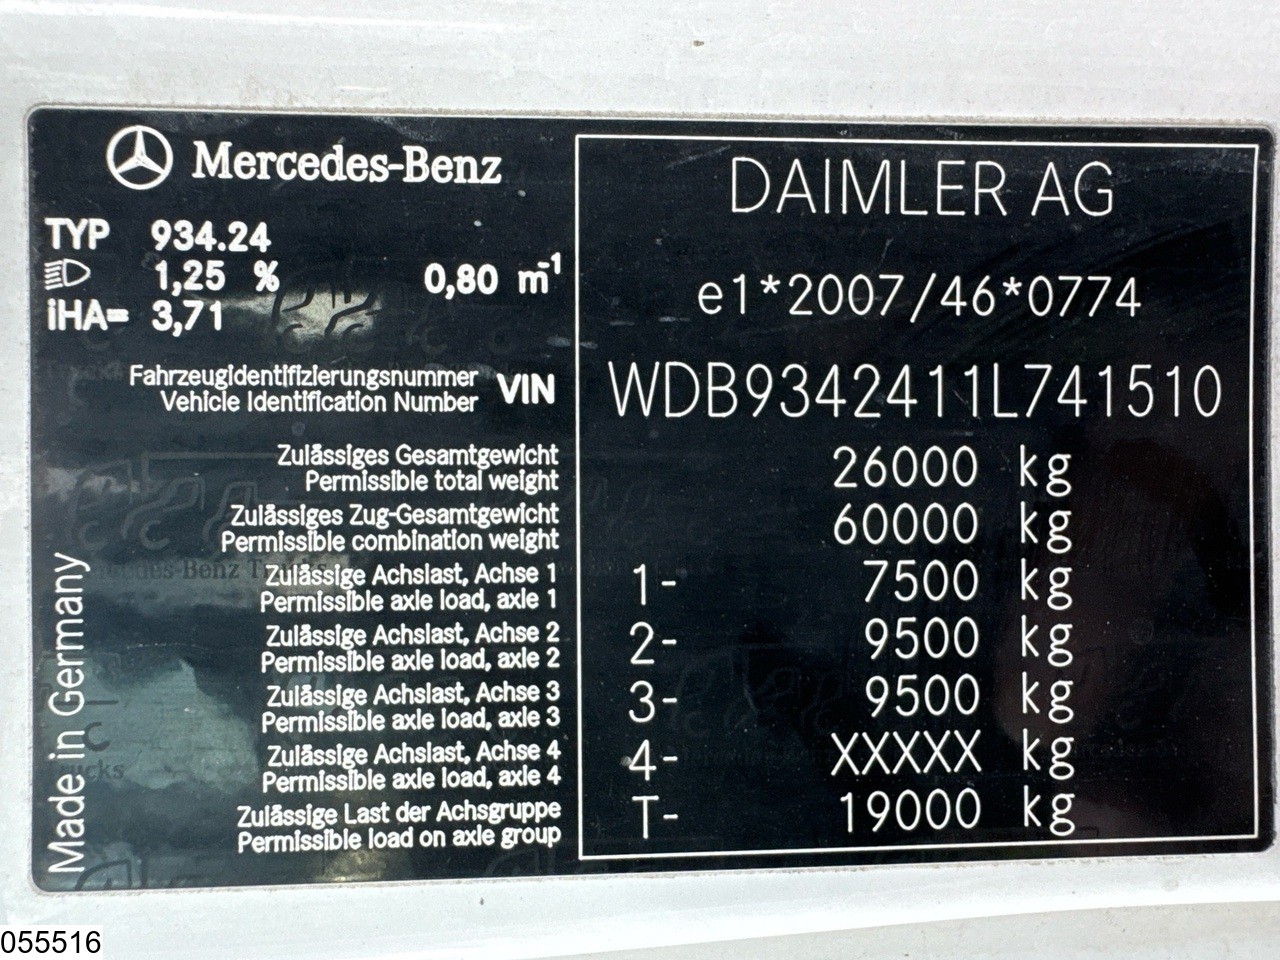 Mercedes-Benz
TYP 934.24
1,25 % 0,80 m⁻¹
iHA= 3,71
Fahrzeugidentifizierungsnummer
Vehicle Identification Number
VIN
DAIMLER AG
e1*2007/46*0774
WDB9342411L741510
Zulässiges Gesamtgewicht
Permissible total weight
26000 kg
Zulässiges Zug-Gesamtgewicht
Permissible combination weight
60000 kg
Zulässige Achslast, Achse 1
Permissible axle load, axle 1
1- 7500 kg
Zulässige Achslast, Achse 2
Permissible axle load, axle 2
2- 9500 kg
Zulässige Achslast, Achse 3
Permissible axle load, axle 3
3- 9500 kg
Zulässige Achslast, Achse 4
Permissible axle load, axle 4
4- XXXXX kg
Zulässige Last der Achsgruppe
Permissible load on axle group
T- 19000 kg
Made in Germany
055516